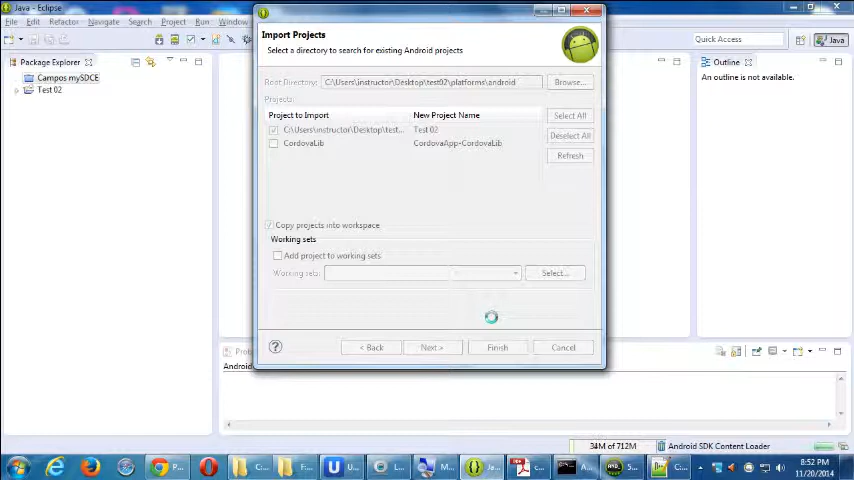 Java - Eclipse
File Edit Refactor Navigate Search Project Run Window
Quick Access
Java
Package Explorer
Campos mySDCE
Test 02
Import Projects
Select a directory to search for existing Android projects
Root Directory: C:\Users\instructor\Desktop\test02\platforms\android Browse...
Projects:
Project to Import New Project Name
C:\Users\instructor\Desktop\test... Test 02
CordovaLib CordovaApp-CordovaLib
Select All
Deselect All
Refresh
Copy projects into workspace
Working sets
Add project to working sets
Working sets: Select...
< Back Next > Finish Cancel
Outline
An outline is not available.
Android
34M of 712M Android SDK Content Loader
P... U... L... M... Ja... c... S...
8:52 PM
11/20/2014